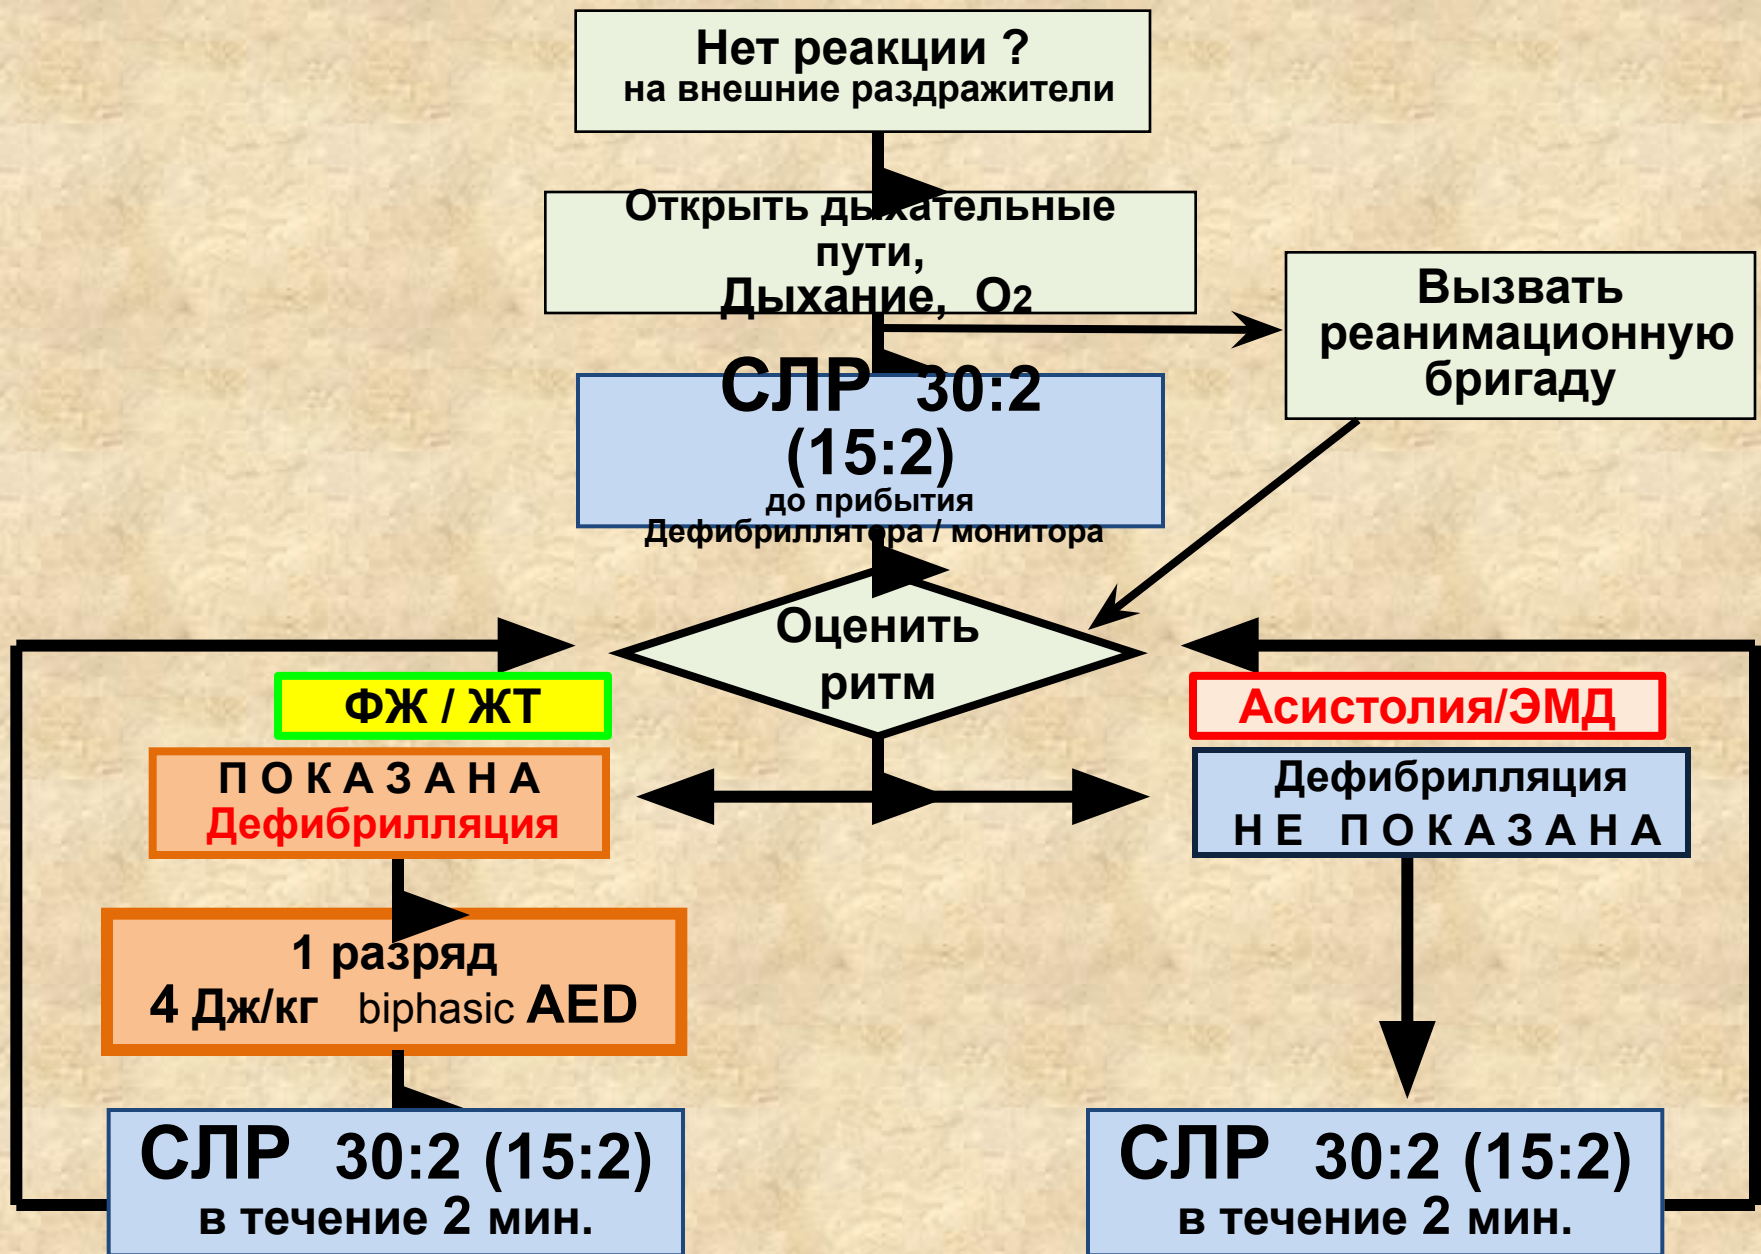 Нет реакции ?
на внешние раздражители
Открыть дыхательные
пути,
Дыхание, О2
Вызвать
реанимационную
бригаду
СЛР 30:2
(15:2)
до прибытия
Дефибриллятора / монитора
Оценить
ритм
ФЖ / ЖТ
П О К А З А Н А
Дефибрилляция
1 разряд
4 Дж/кг biphasic AED
СЛР 30:2 (15:2)
в течение 2 мин.
Асистолия/ЭМД
Дефибрилляция
Н Е П О К А З А Н А
СЛР 30:2 (15:2)
в течение 2 мин.